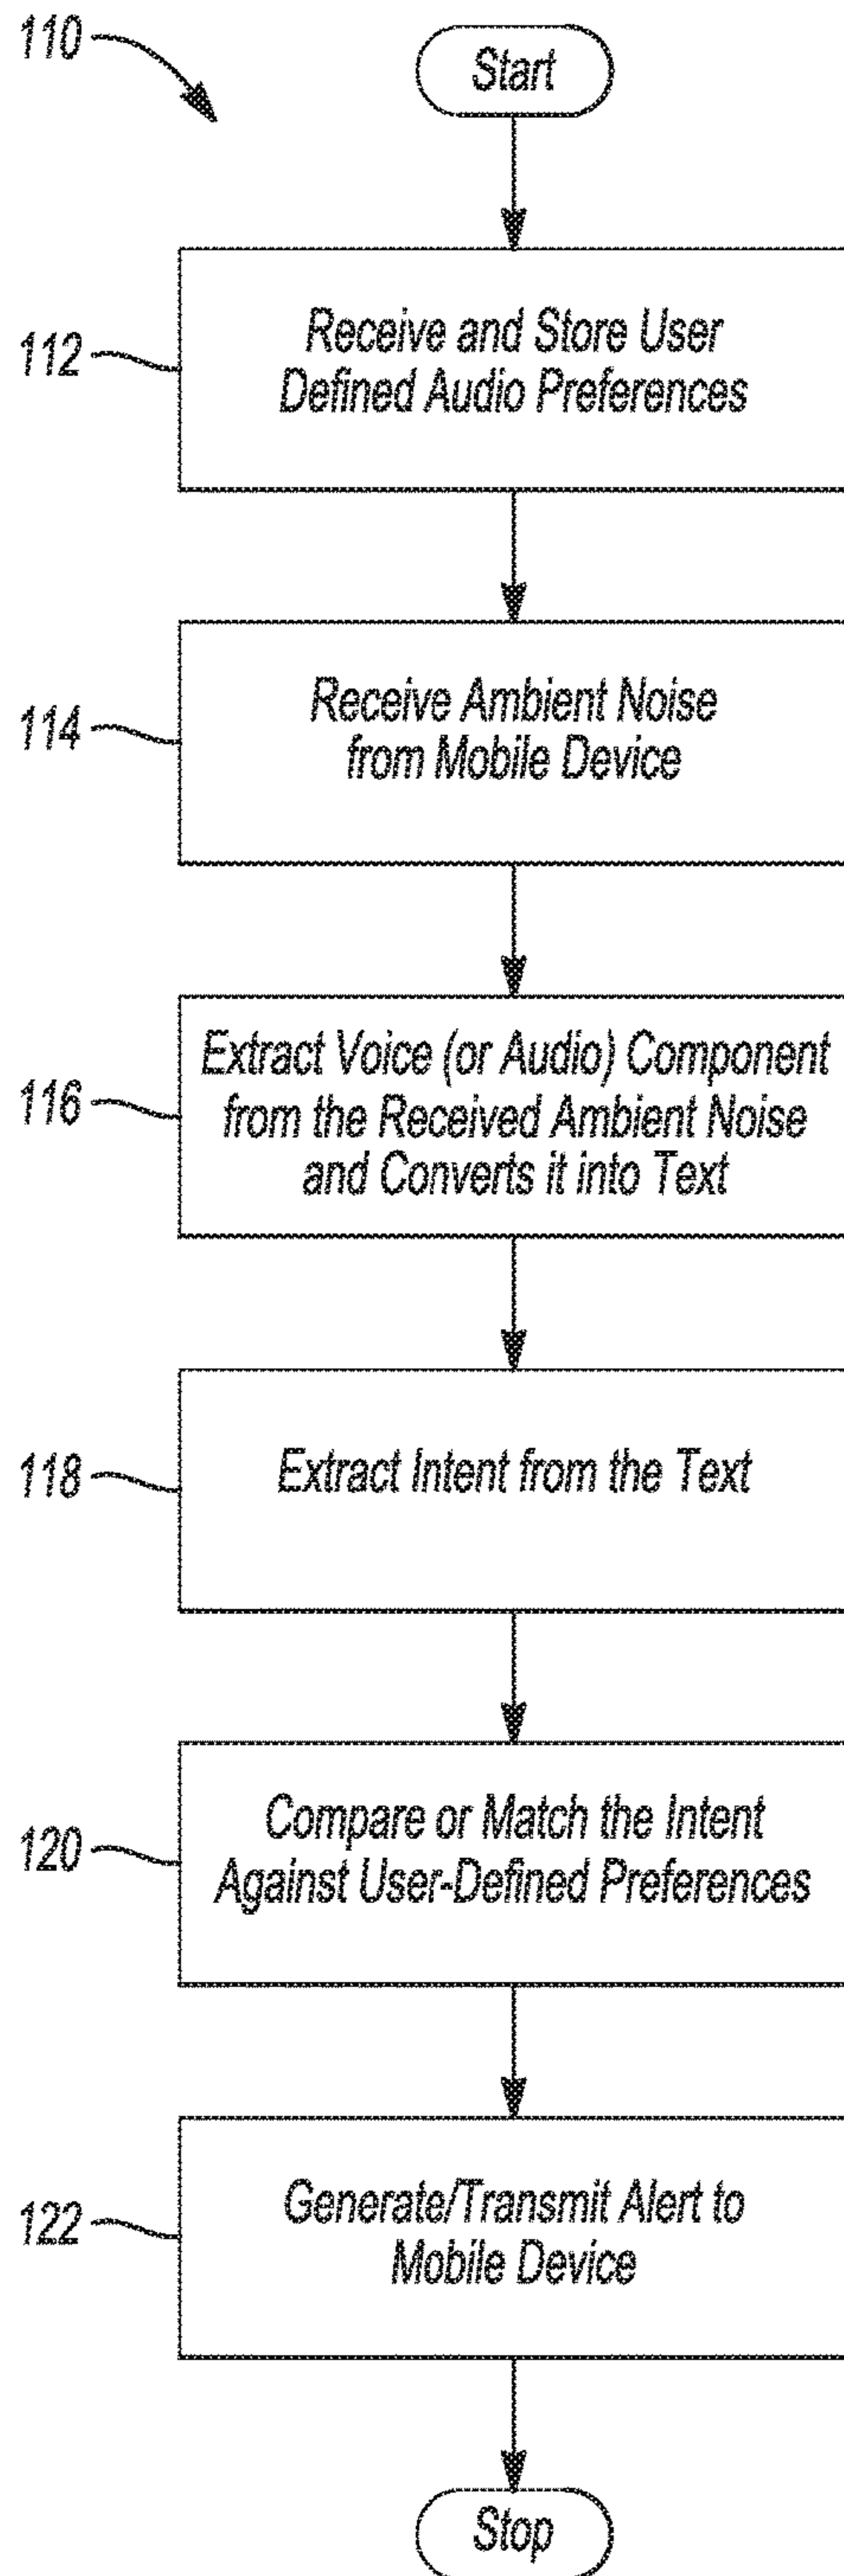 110
Start
112
Receive and Store User
Defined Audio Preferences
114
Receive Ambient Noise
from Mobile Device
116
Extract Voice (or Audio) Component
from the Received Ambient Noise
and Converts it into Text
118
Extract Intent from the Text
120
Compare or Match the Intent
Against User-Defined Preferences
122
Generate/Transmit Alert to
Mobile Device
Stop